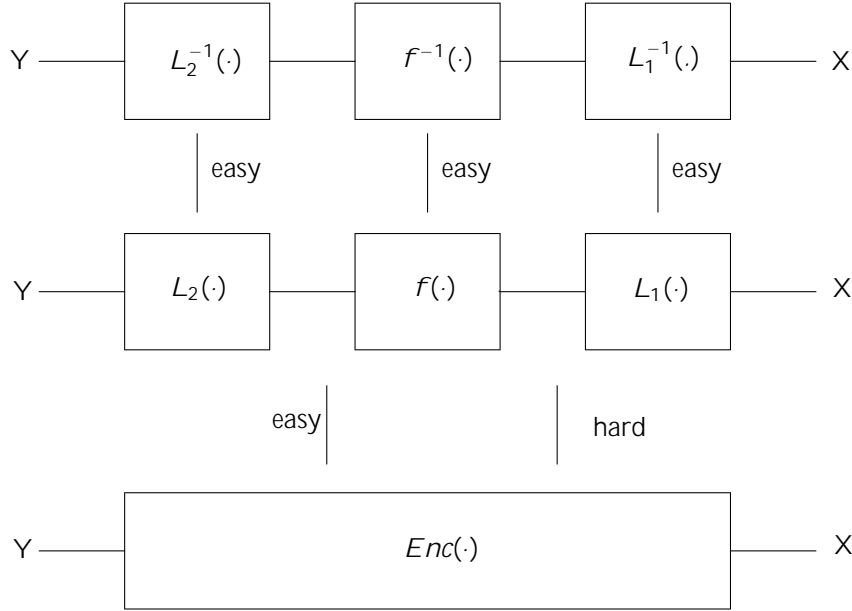 Y L₂⁻¹(·) f⁻¹(·) L₁⁻¹(.) X
easy easy easy
Y L₂(·) f(·) L₁(·) X
easy hard
Y Enc(·) X